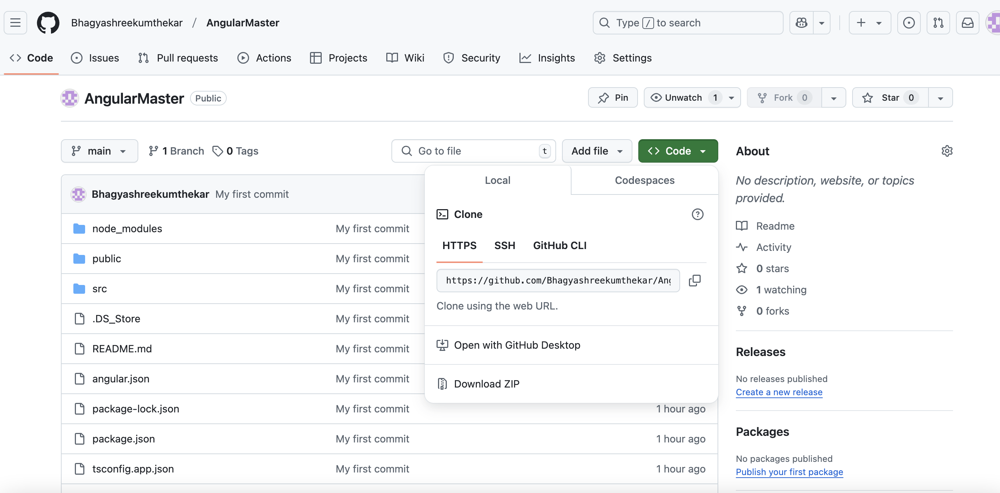 Bhagyashreekumthekar / AngularMaster
Type / to search
Code
Issues
Pull requests
Actions
Projects
Wiki
Security
Insights
Settings
AngularMaster Public
Pin
Unwatch 1
Fork 0
Star 0
main
1 Branch
0 Tags
Go to file t
Add file
Code
Local
Codespaces
Clone
HTTPS
SSH
GitHub CLI
https://github.com/Bhagyashreekumthekar/Ang
Clone using the web URL.
Open with GitHub Desktop
Download ZIP
Bhagyashreekumthekar My first commit
node_modules My first commit
public My first commit
src My first commit
.DS_Store My first commit
README.md My first commit
angular.json My first commit
package-lock.json My first commit 1 hour ago
package.json My first commit 1 hour ago
tsconfig.app.json My first commit 1 hour ago
About
No description, website, or topics
provided.
Readme
Activity
0 stars
1 watching
0 forks
Releases
No releases published
Create a new release
Packages
No packages published
Publish your first package